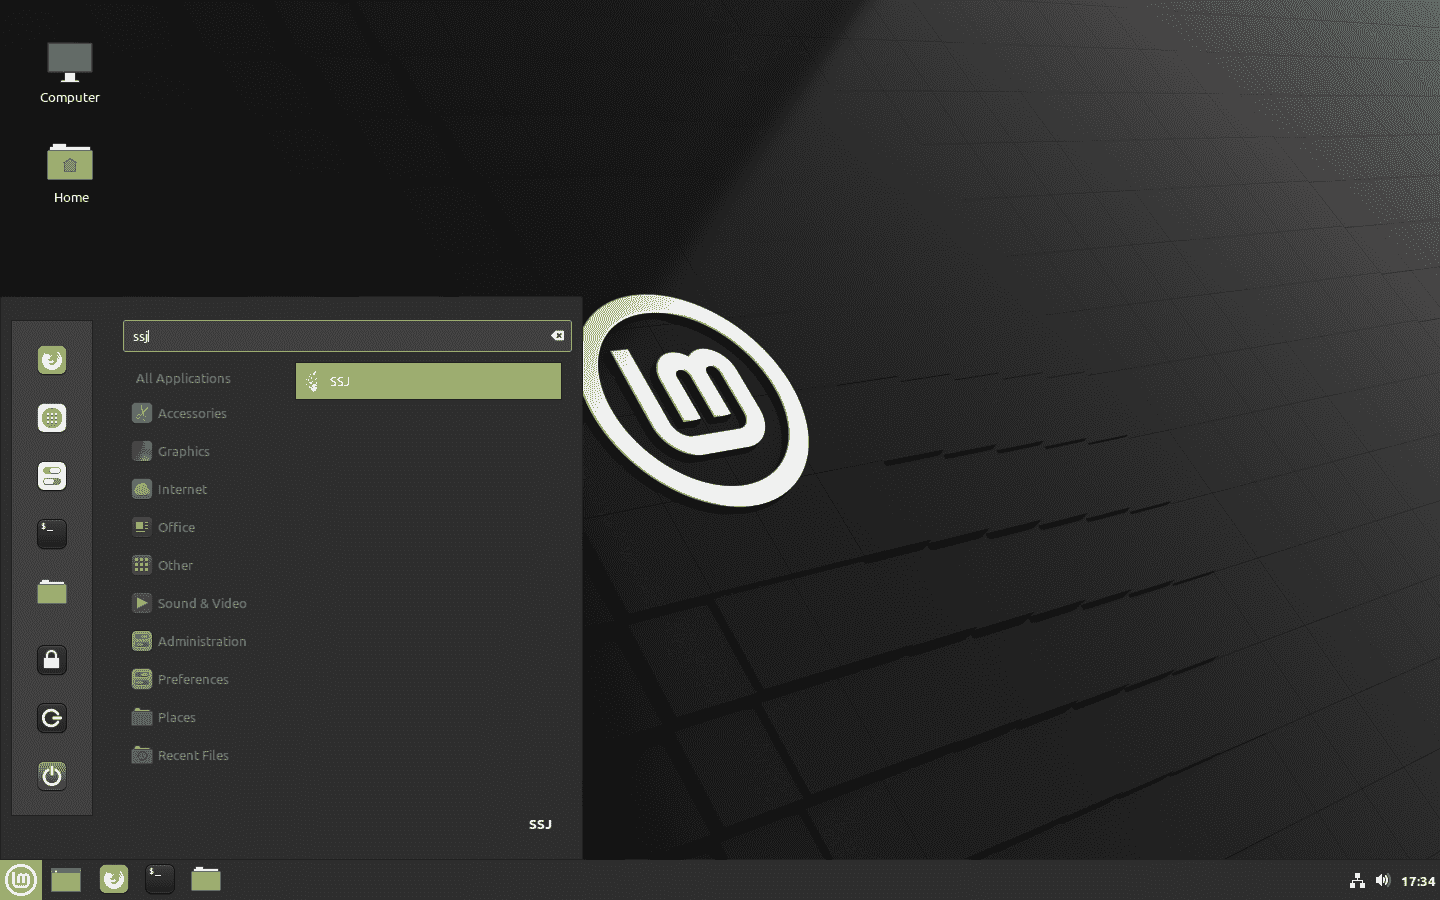 Computer
Home
ssj
All Applications
SSJ
Accessories
Graphics
Internet
Office
Other
Sound & Video
Administration
Preferences
Places
Recent Files
SSJ
$_
$_
17:34